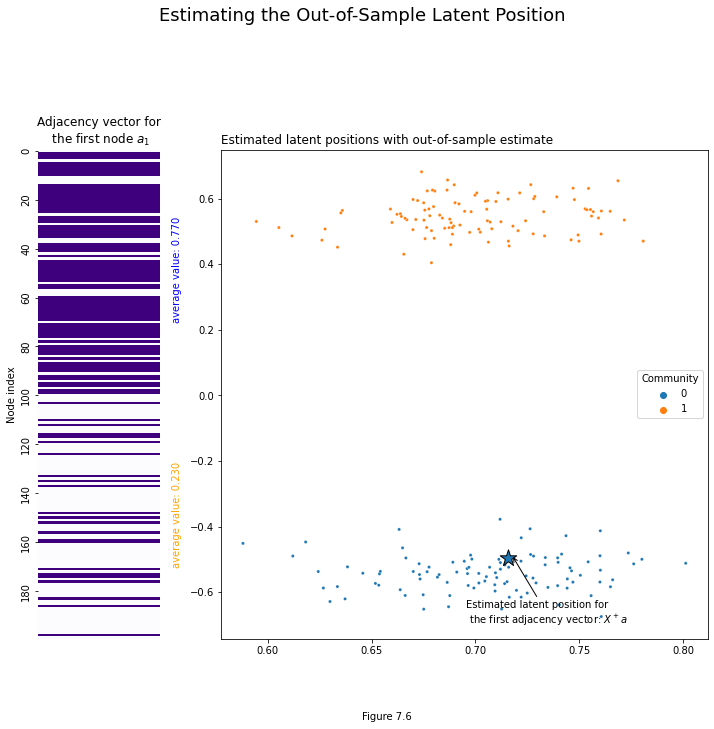 Estimating the Out-of-Sample Latent Position
Adjacency vector for
the first node a₁
Node index
0
20
40
60
80
100
120
140
160
180
average value: 0.770
average value: 0.230
Estimated latent positions with out-of-sample estimate
0.6
0.4
0.2
0.0
−0.2
−0.4
−0.6
Community
0
1
Estimated latent position for
the first adjacency vector: X⁺a
0.60 0.65 0.70 0.75 0.80
Figure 7.6